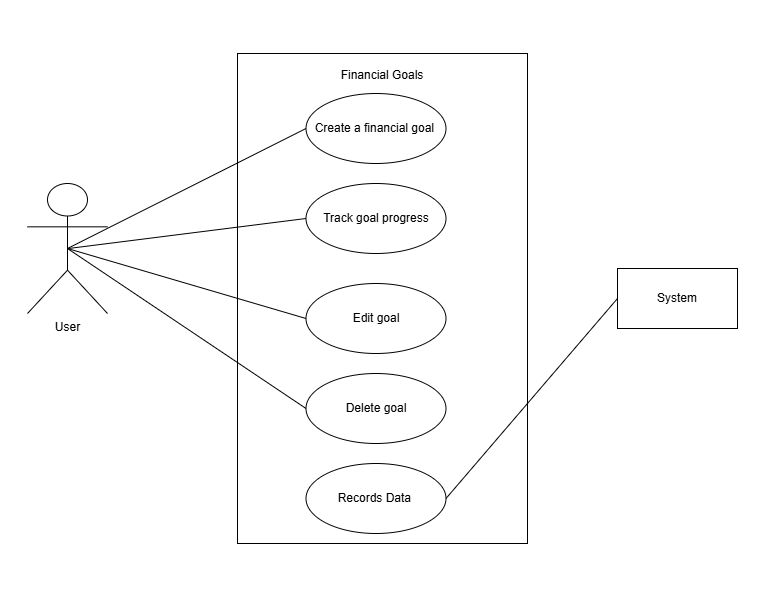 Financial Goals
Create a financial goal
Track goal progress
Edit goal
Delete goal
Records Data
User
System